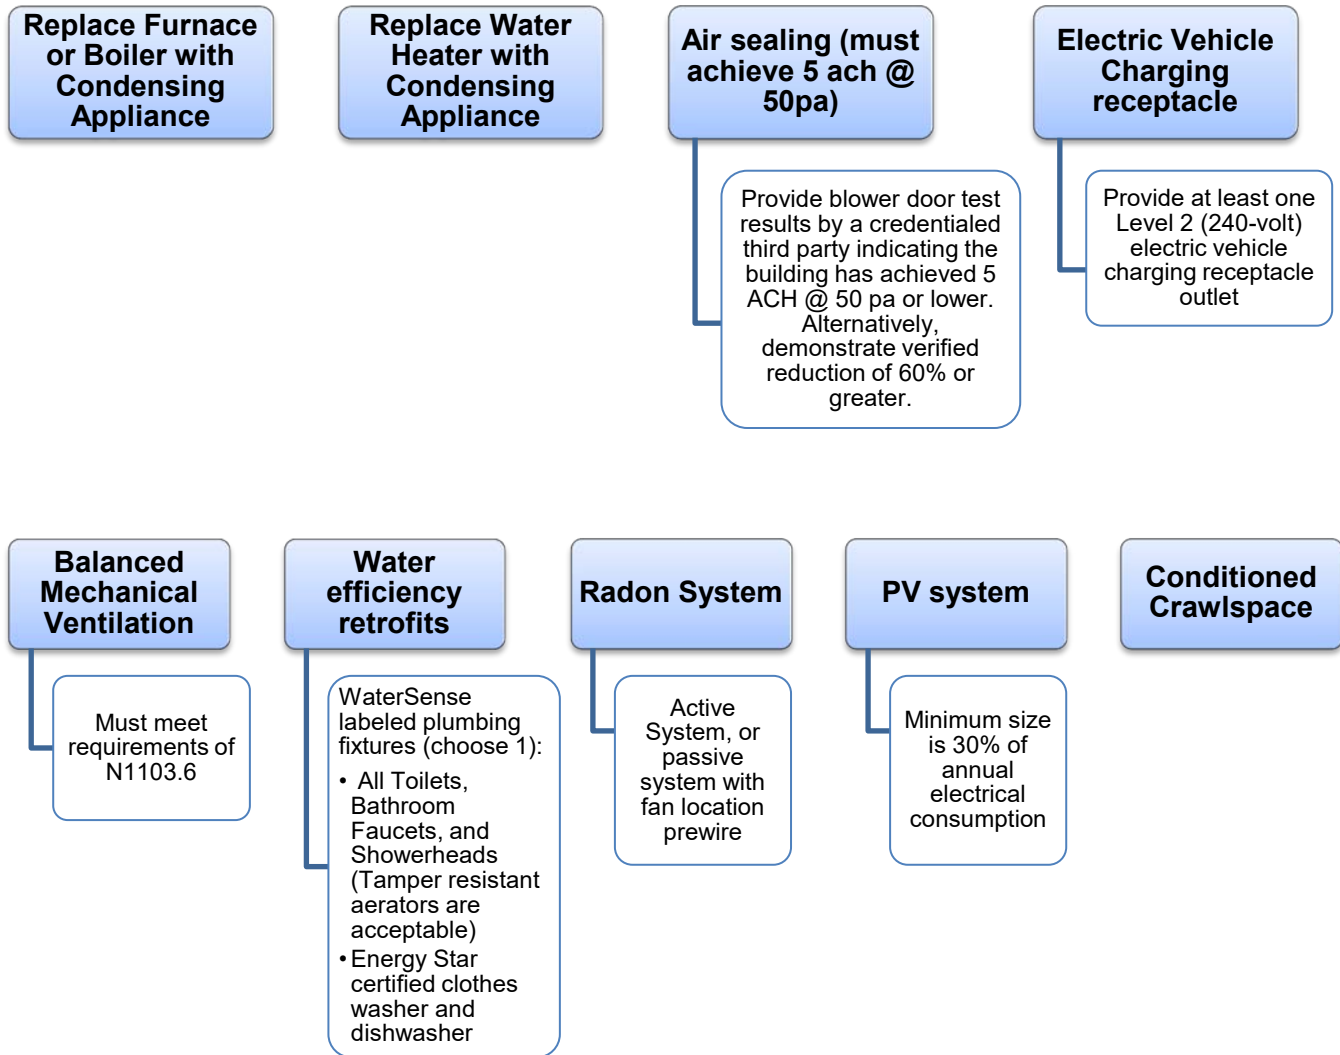 Replace Furnace
or Boiler with
Condensing
Appliance
Replace Water
Heater with
Condensing
Appliance
Air sealing (must
achieve 5 ach @
50pa)
Provide blower door test
results by a credentialed
third party indicating the
building has achieved 5
ACH @ 50 pa or lower.
Alternatively,
demonstrate verified
reduction of 60% or
greater.
Electric Vehicle
Charging
receptacle
Provide at least one
Level 2 (240-volt)
electric vehicle
charging receptacle
outlet
Balanced
Mechanical
Ventilation
Must meet
requirements of
N1103.6
Water
efficiency
retrofits
WaterSense
labeled plumbing
fixtures (choose 1):
• All Toilets,
Bathroom
Faucets, and
Showerheads
(Tamper resistant
aerators are
acceptable)
• Energy Star
certified clothes
washer and
dishwasher
Radon System
Active
System, or
passive
system with
fan location
prewire
PV system
Minimum size
is 30% of
annual
electrical
consumption
Conditioned
Crawlspace